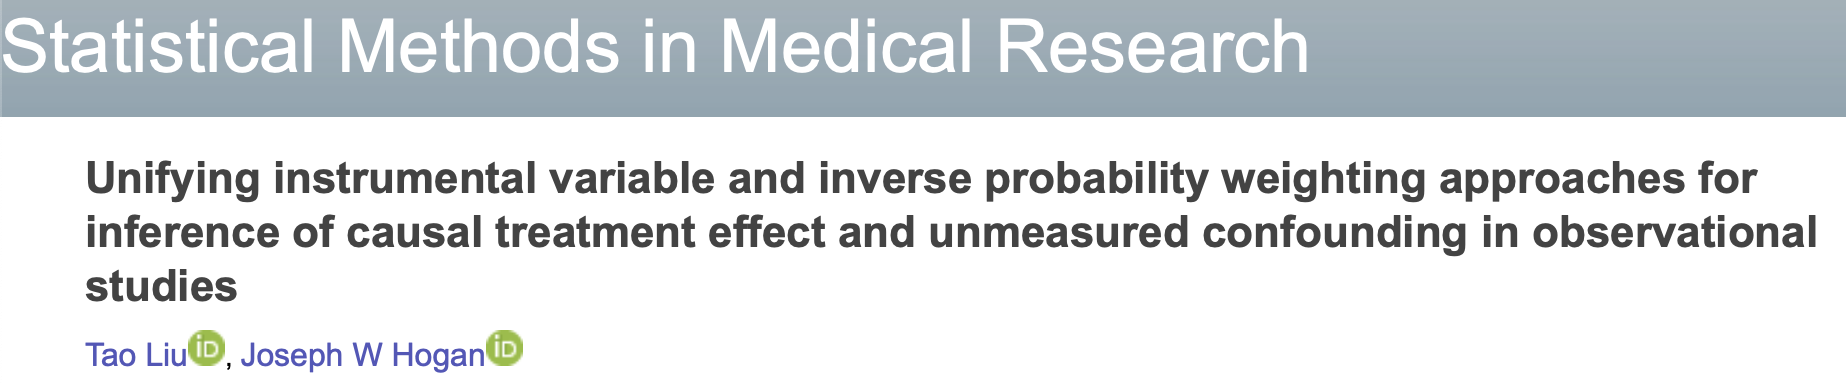 Statistical Methods in Medical Research
Unifying instrumental variable and inverse probability weighting approaches for
inference of causal treatment effect and unmeasured confounding in observational
studies
Tao Liu iD, Joseph W Hogan iD